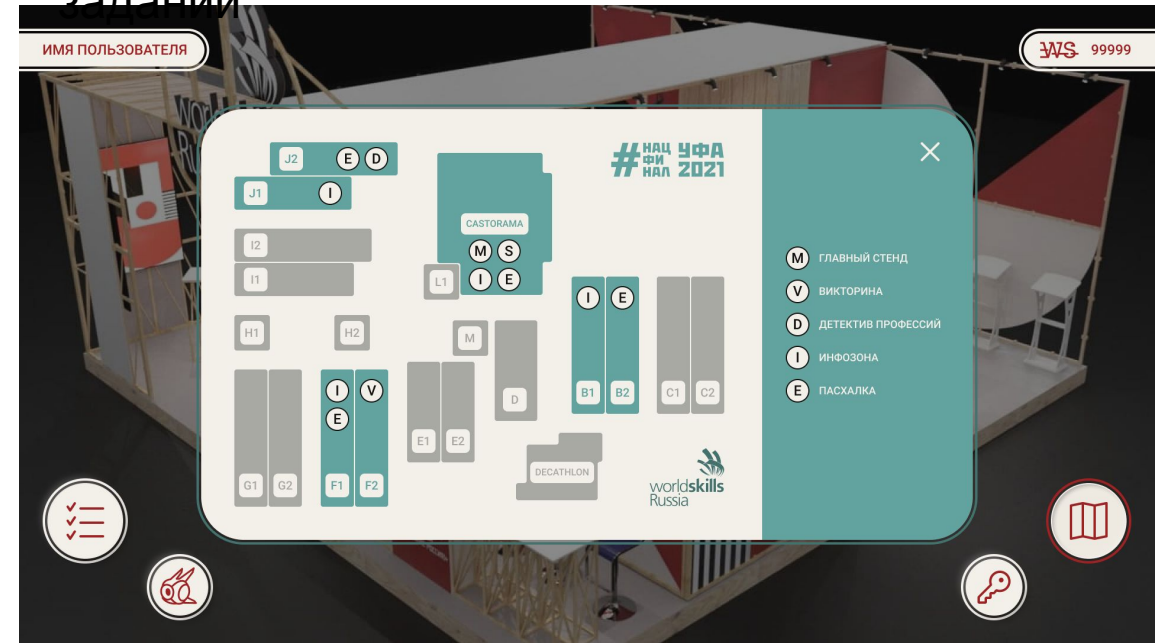 заданий
ИМЯ ПОЛЬЗОВАТЕЛЯ
WS 99999
J2 E D
J1 I
I2
I1
CASTORAMA
M S
I E
L1
H1
H2
M
D
G1
G2
I V
E
F1
F2
E1
E2
I E
B1
B2
C1
C2
DECATHLON
#НАЦ
ФИ
НАЛ
УФА
2021
worldskills
Russia
M ГЛАВНЫЙ СТЕНД
V ВИКТОРИНА
D ДЕТЕКТИВ ПРОФЕССИЙ
I ИНФОЗОНА
E ПАСХАЛКА